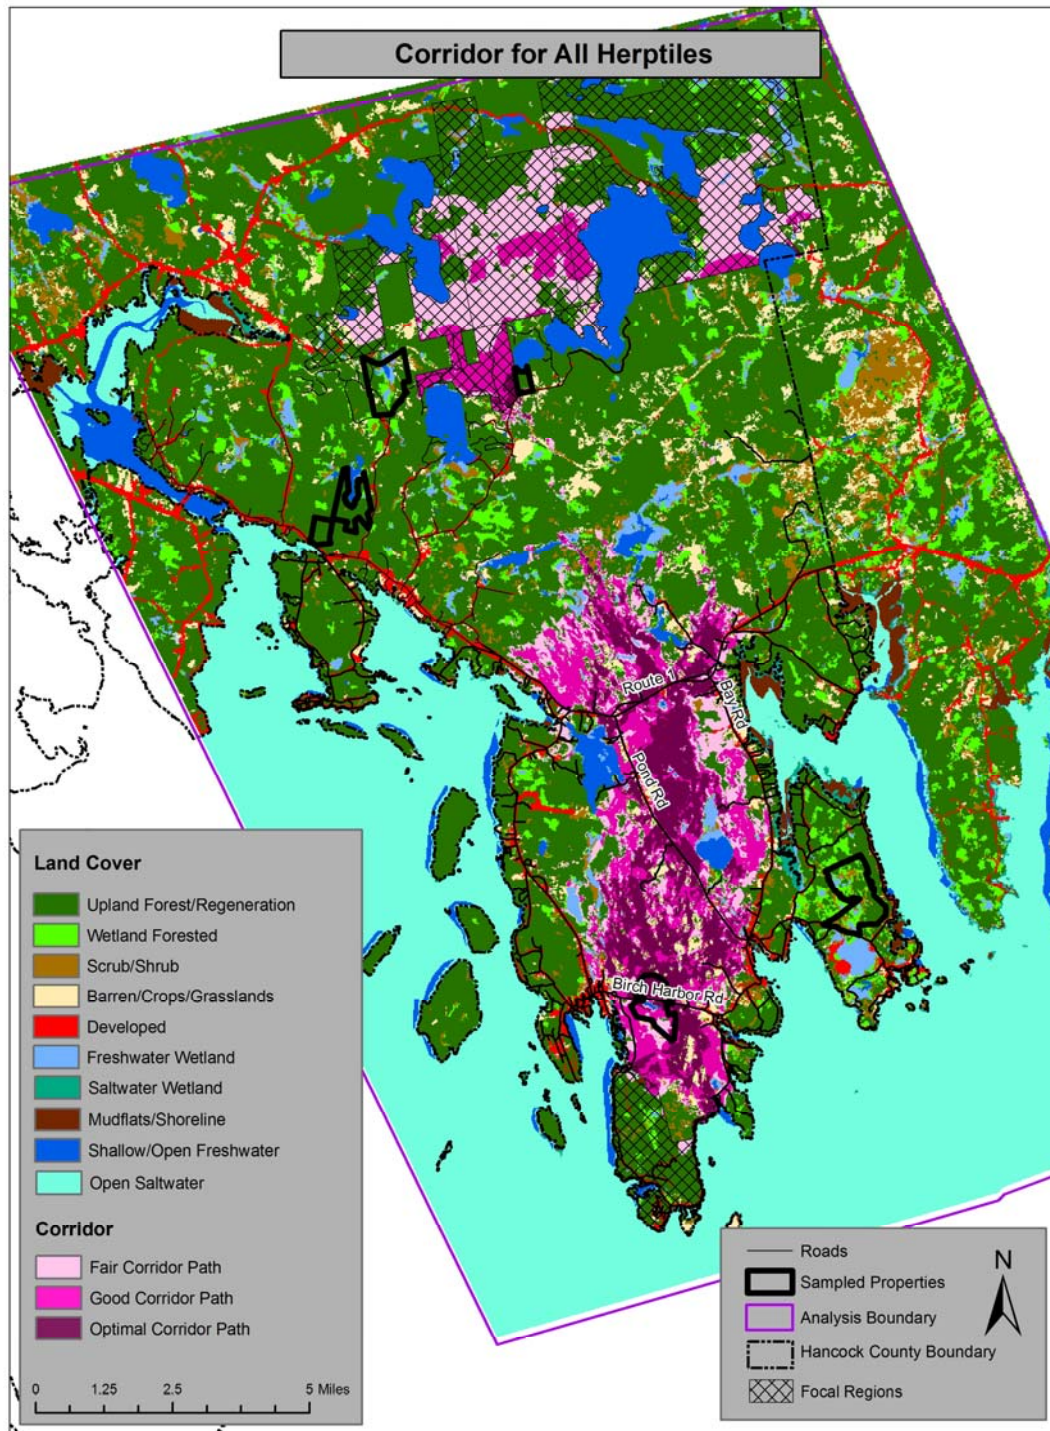 Corridor for All Herptiles
Route 1
Bay Rd
Pond Rd
Birch Harbor Rd
Land Cover
Upland Forest/Regeneration
Wetland Forested
Scrub/Shrub
Barren/Crops/Grasslands
Developed
Freshwater Wetland
Saltwater Wetland
Mudflats/Shoreline
Shallow/Open Freshwater
Open Saltwater
Corridor
Fair Corridor Path
Good Corridor Path
Optimal Corridor Path
0 1.25 2.5 5 Miles
Roads
Sampled Properties
Analysis Boundary
Hancock County Boundary
Focal Regions
N